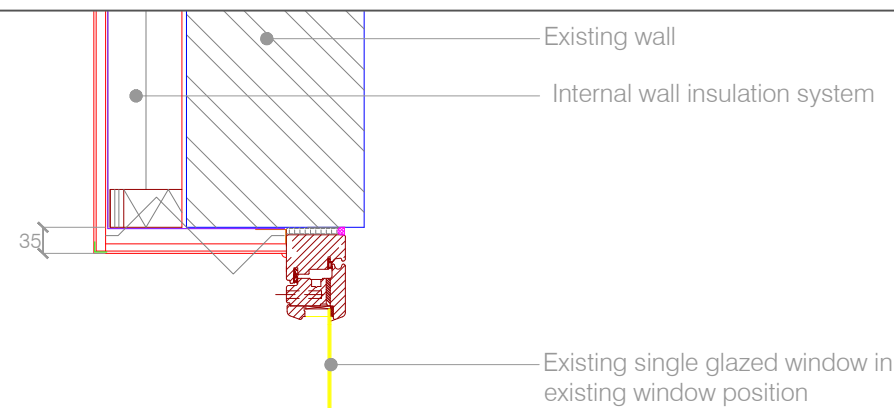 Existing wall
Internal wall insulation system
35
Existing single glazed window in
existing window position